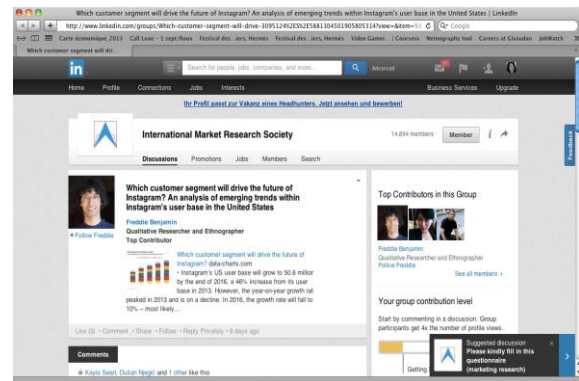 Which customer segment will drive the future of Instagram? An analysis of emerging trends within Instagram's user base in the United States | LinkedIn
Google
Carte économique_2013 Call Luxe - 1 sept/Roux Festival des...iers, Hermès Festival des...iers, Hermès Video Games... | Coursera Netnography tool Careers at Givaudan JobWatch
Which customer segment will dri...
in
Search for people, jobs, companies, and more...
Advanced
Home Profile Connections Jobs Interests
Business Services Upgrade
Ihr Profil passt zur Vakanz eines Headhunters. Jetzt ansehen und bewerben!
Feedback
International Market Research Society
14,894 members
Member
Discussions Promotions Jobs Members Search
Which customer segment will drive the future of
Instagram? An analysis of emerging trends within
Instagram's user base in the United States
Freddie Benjamin
Qualitative Researcher and Ethnographer
Top Contributor
+ Follow Freddie
Which customer segment will drive the future of
Instagram? data-charts.com
• Instagram's US user base will grow to 50.6 millior
by the end of 2016, a 46% increase from its user
base in 2013. However, the year-on-year growth rat
peaked in 2013 and is on a decline. In 2016, the growth rate will fall to
10% – most likely...
Like (3) • Comment • Share • Follow • Reply Privately • 8 days ago
Comments
Kayla Seart, Dulian Njegić and 1 other like this
Top Contributors in this Group
Freddie Benjamin
Qualitative Researcher and Ethnographer
Follow Freddie
See all members
Your group contribution level
Start by commenting in a discussion. Group
participants get 4x the number of profile views.
Getting
Suggested discussion
Please kindly fill in this
questionnaire
(marketing research)